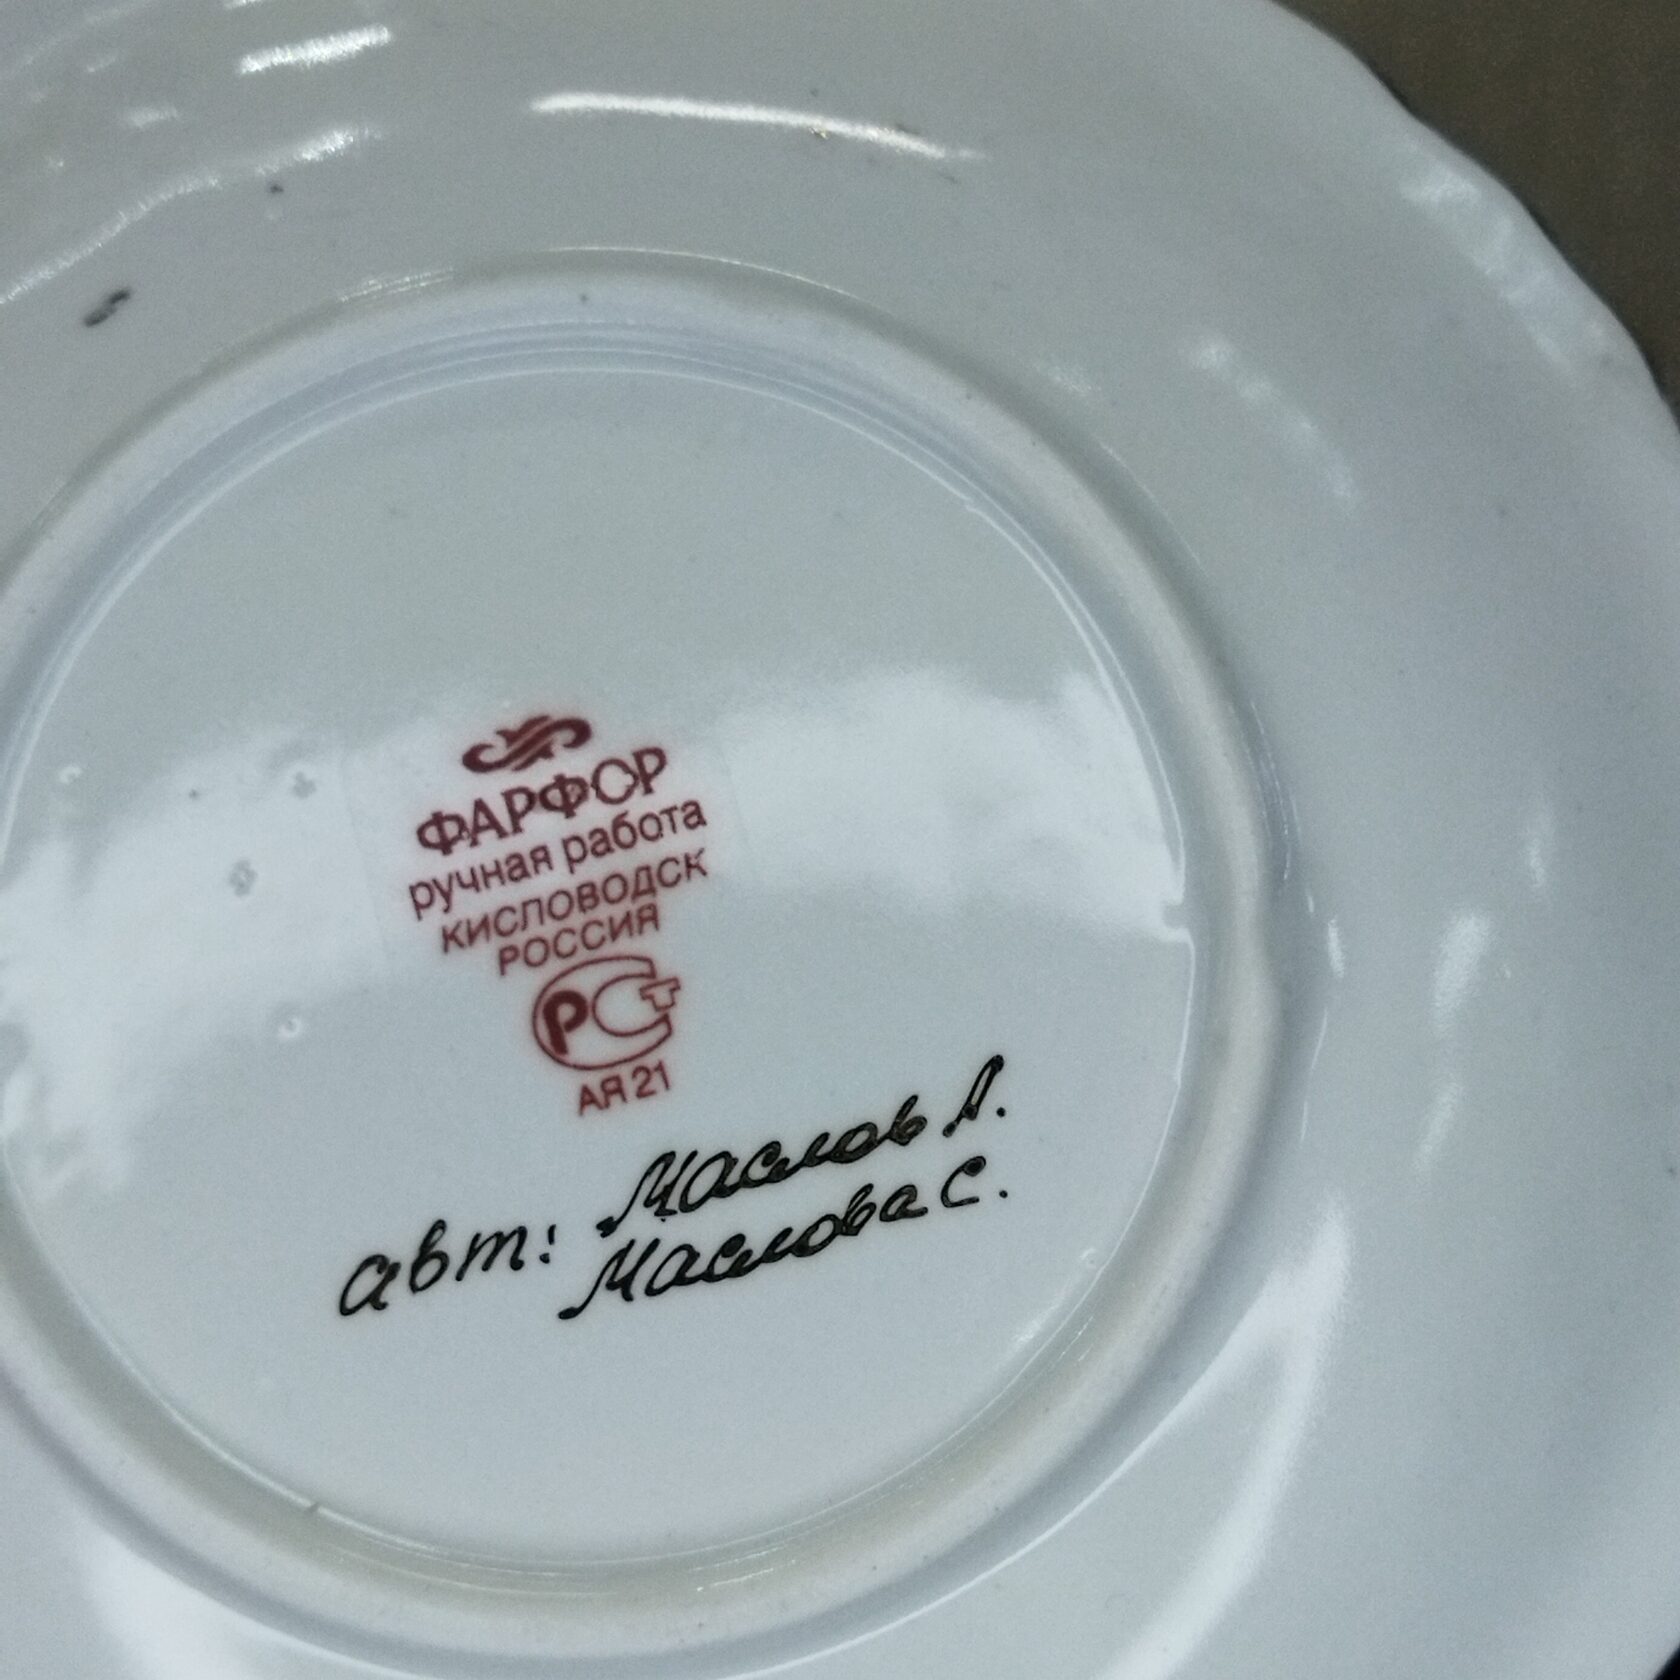 ФАРФОР
ручная работа
КИСЛОВОДСК
РОССИЯ
РСТ
АЯ 21
авт: Маслов А.
Маслова С.